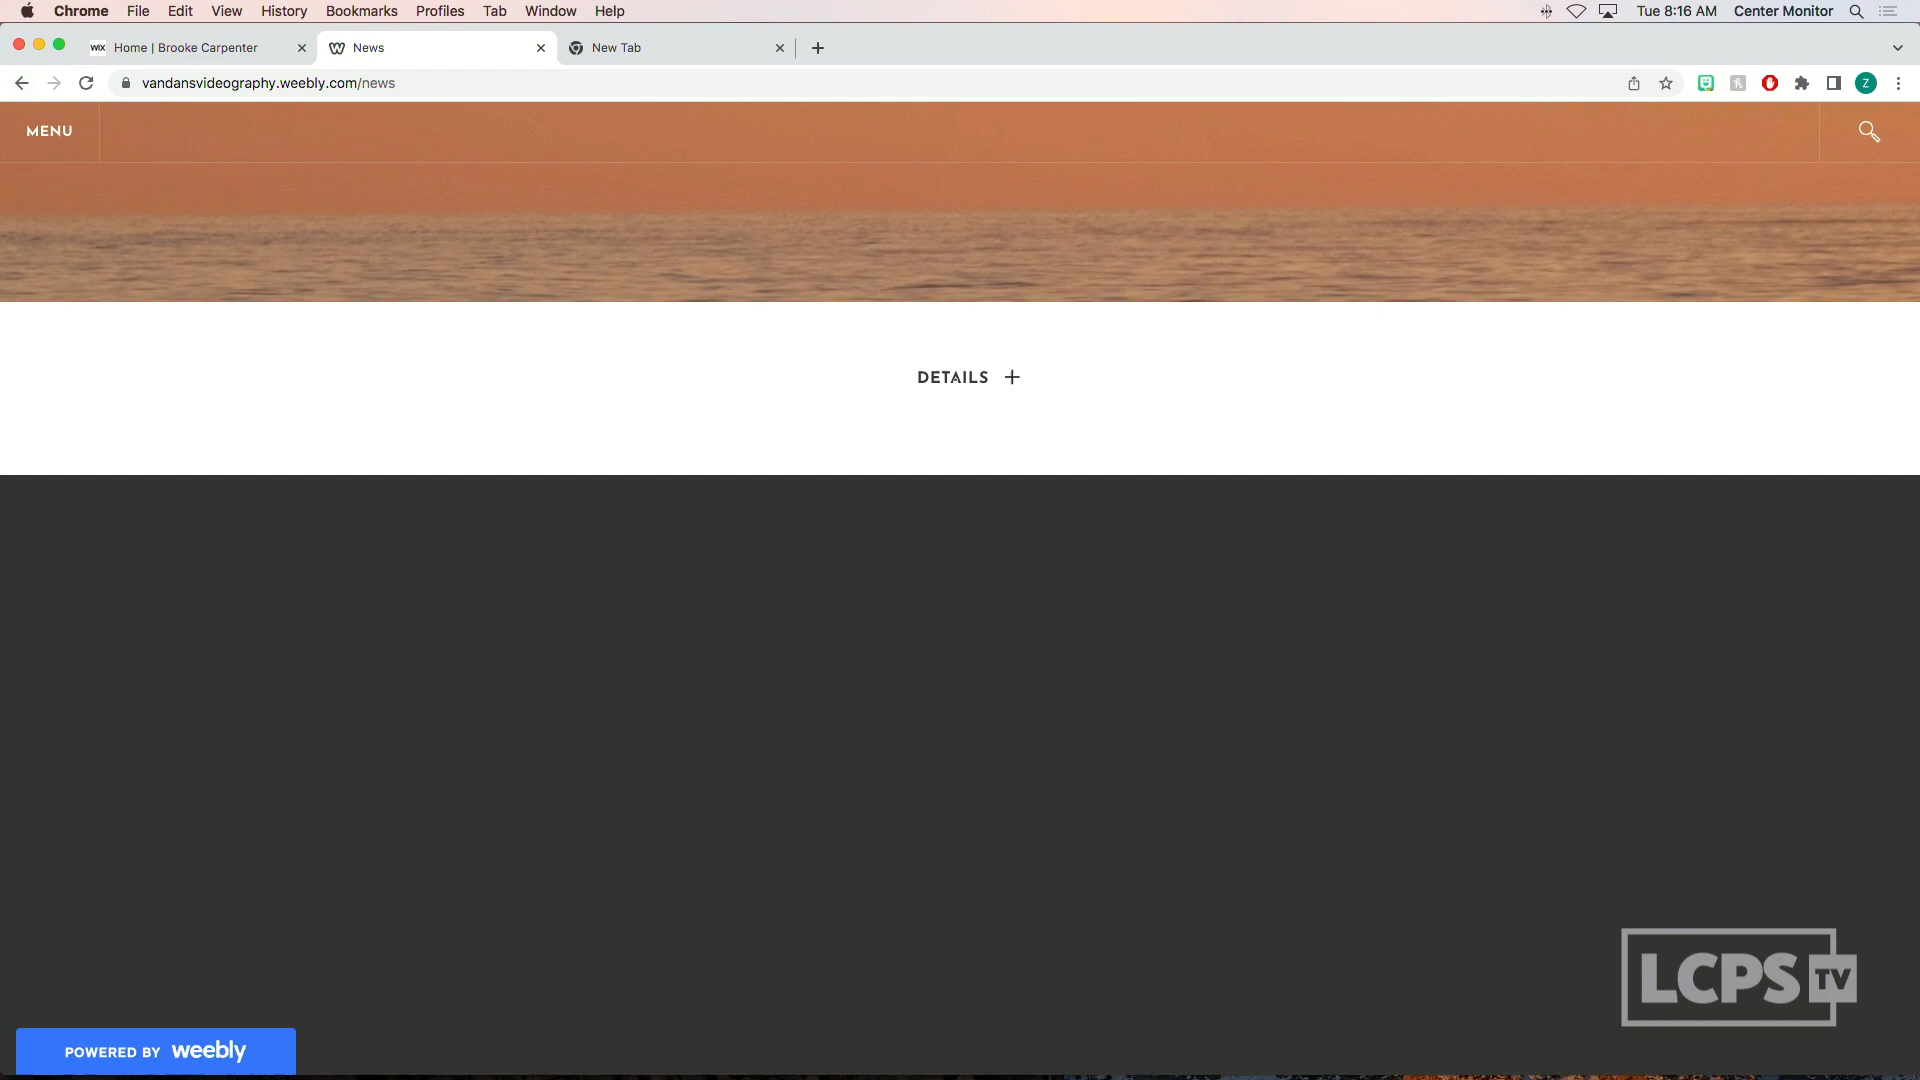 Chrome File Edit View History Bookmarks Profiles Tab Window Help Tue 8:16 AM Center Monitor
WIX Home | Brooke Carpenter News New Tab
vandansvideography.weebly.com/news Z
MENU
DETAILS +
LCPS TV
POWERED BY weebly